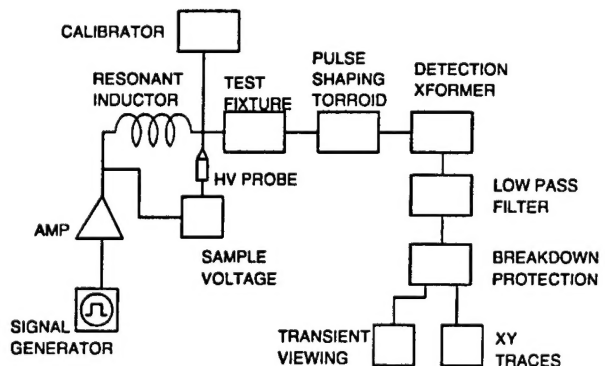 CALIBRATOR
RESONANT
INDUCTOR
TEST
FIXTURE
PULSE
SHAPING
TORROID
DETECTION
XFORMER
HV PROBE
LOW PASS
FILTER
AMP
SAMPLE
VOLTAGE
BREAKDOWN
PROTECTION
SIGNAL
GENERATOR
TRANSIENT
VIEWING
XY
TRACES